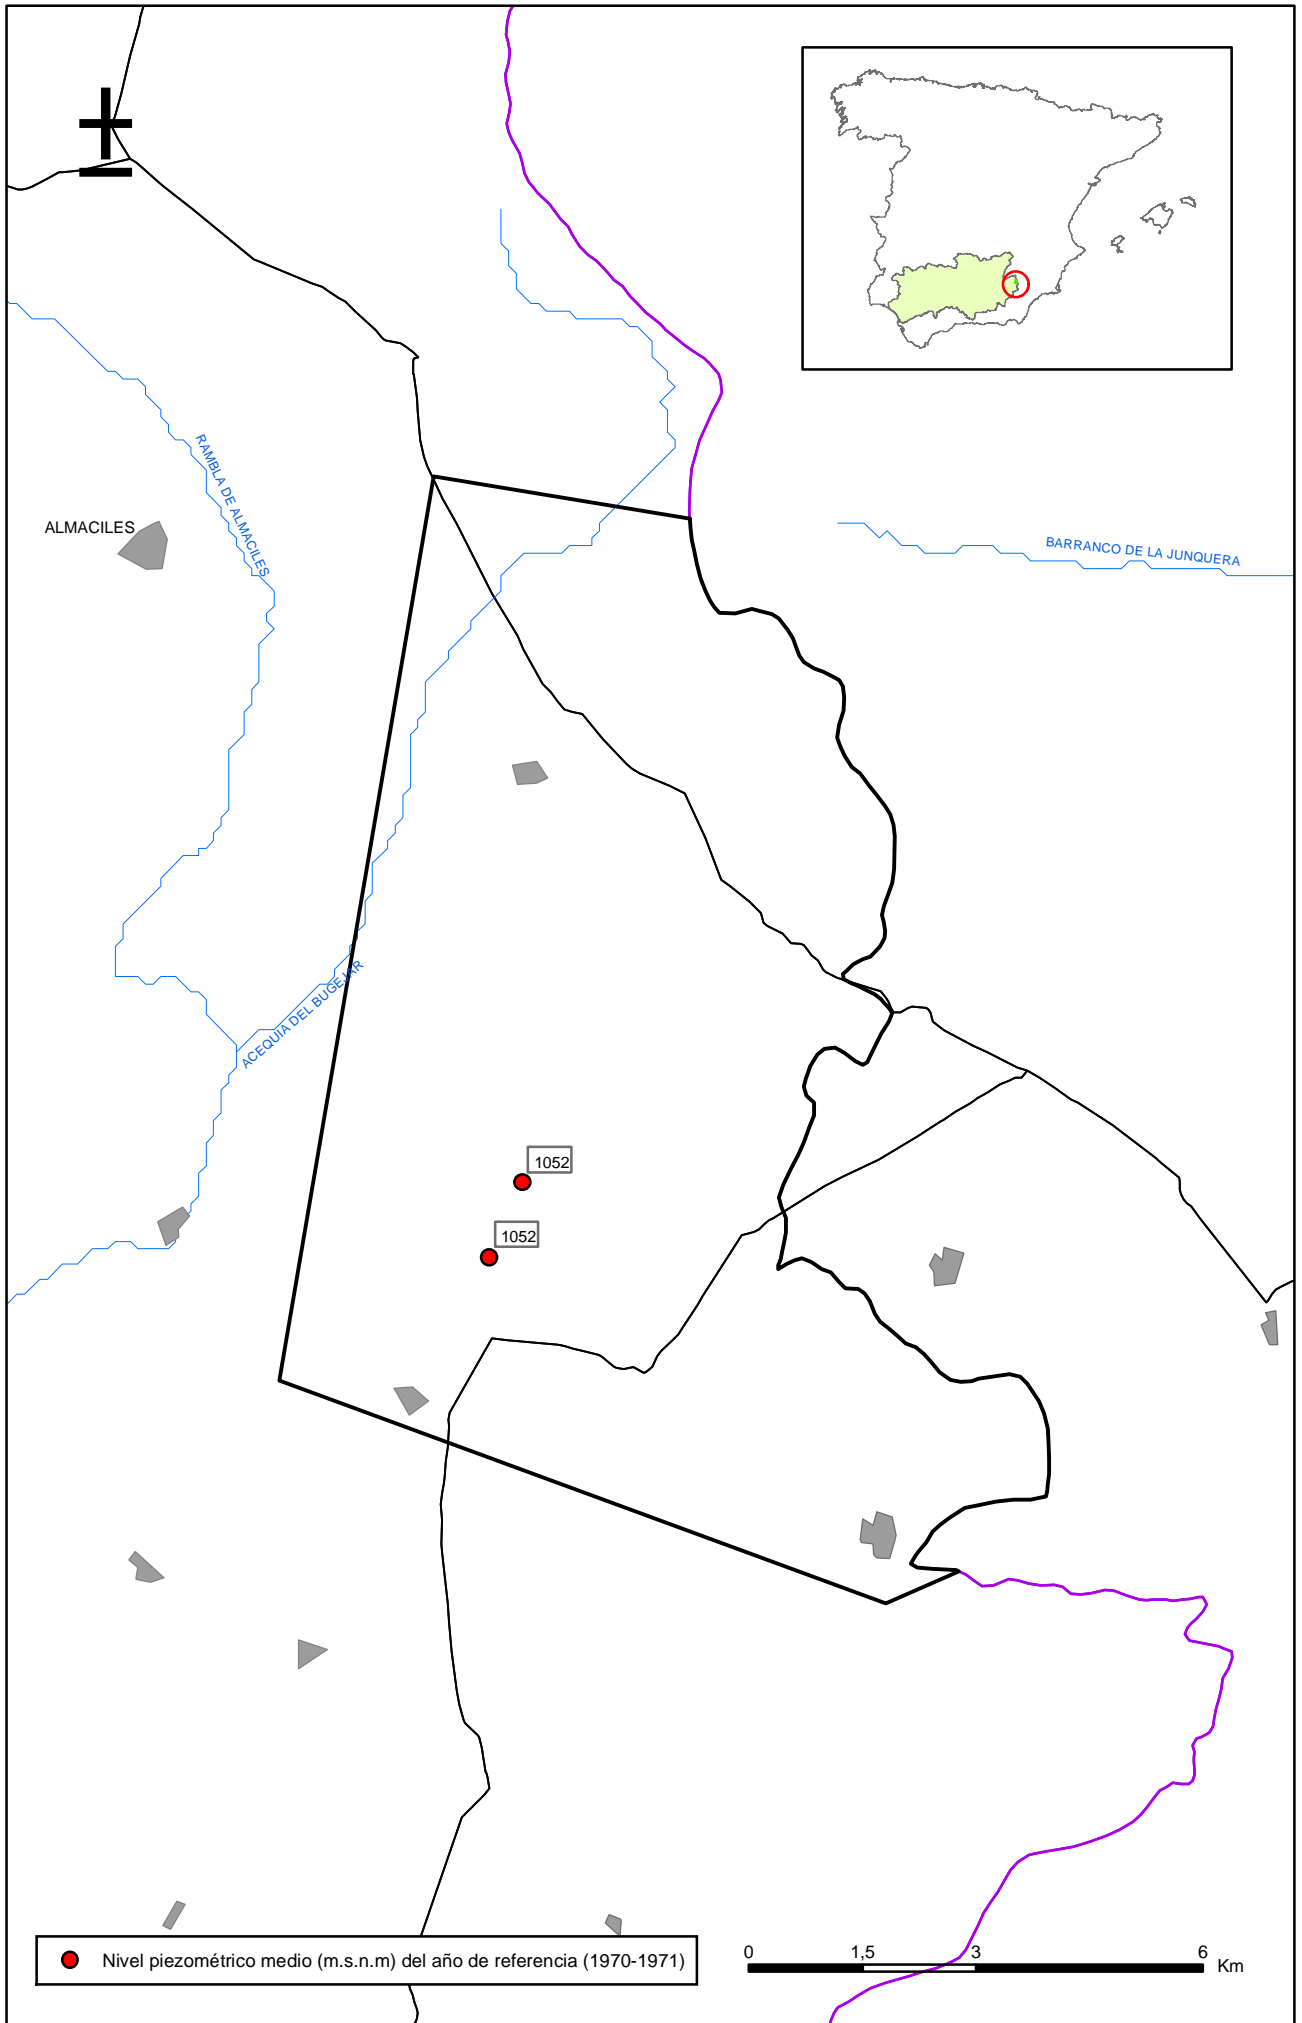 RAMBLA DE ALMACILES
ALMACILES
BARRANCO DE LA JUNQUERA
ACEQUIA DEL BUGEJAR
1052
1052
Nivel piezométrico medio (m.s.n.m) del año de referencia (1970-1971)
0 1,5 3 6
Km